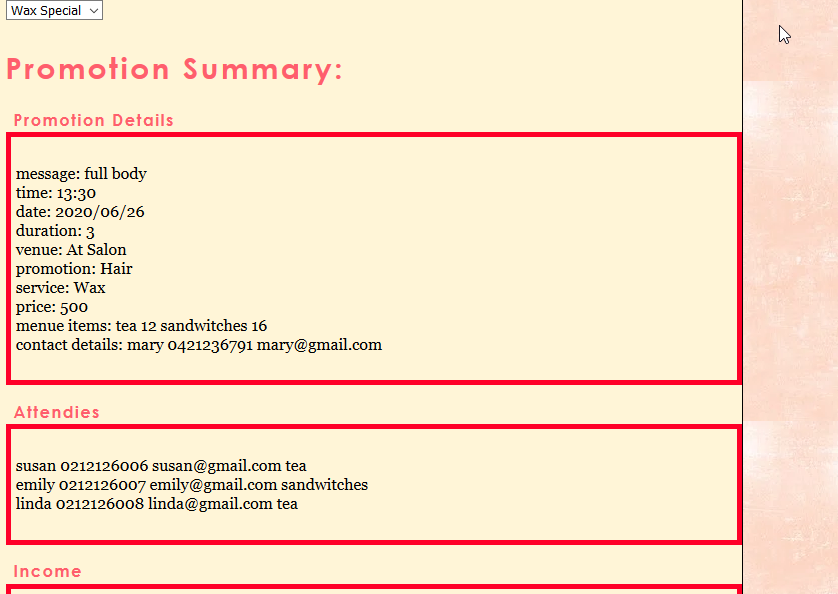 Wax Special
Promotion Summary:
Promotion Details
message: full body
time: 13:30
date: 2020/06/26
duration: 3
venue: At Salon
promotion: Hair
service: Wax
price: 500
menue items: tea 12 sandwitches 16
contact details: mary 0421236791 mary@gmail.com
Attendies
susan 0212126006 susan@gmail.com tea
emily 0212126007 emily@gmail.com sandwitches
linda 0212126008 linda@gmail.com tea
Income